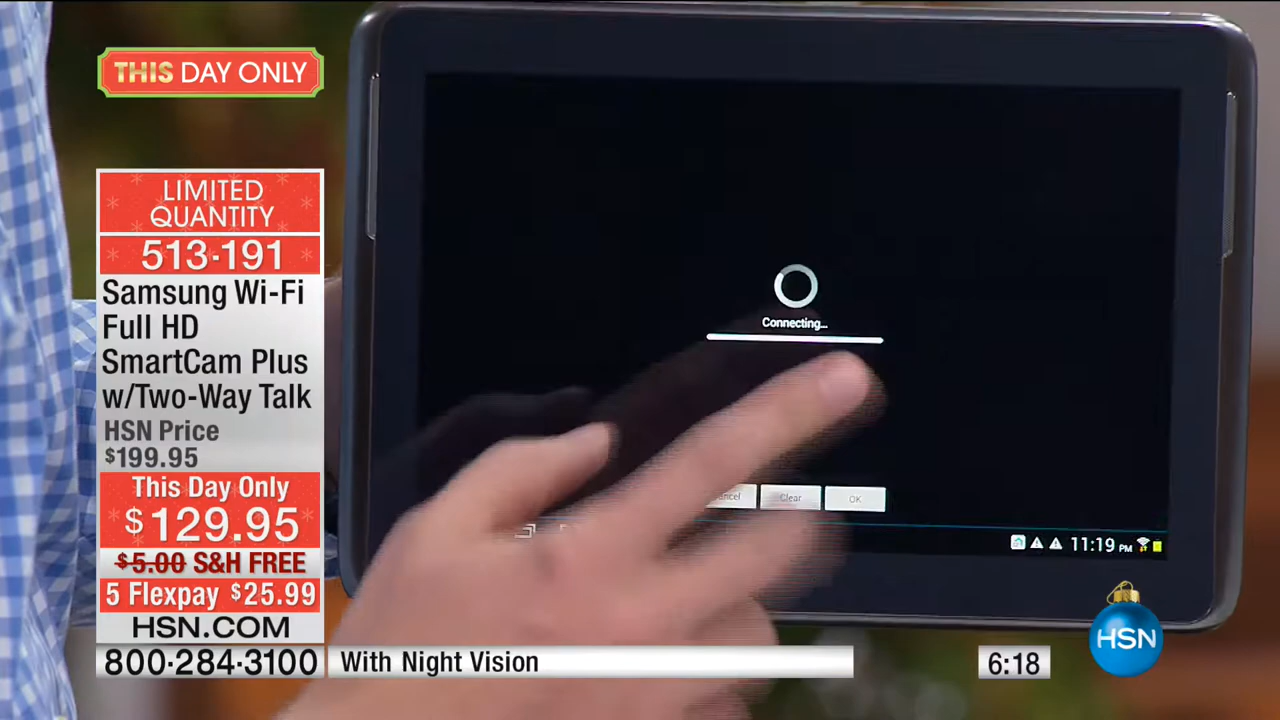 THIS DAY ONLY
LIMITED
QUANTITY
513·191
Samsung Wi-Fi
Full HD
SmartCam Plus
w/Two-Way Talk
HSN Price
$199.95
This Day Only
$129.95
$5.00 S&H FREE
5 Flexpay $25.99
HSN.COM
800·284·3100
With Night Vision
6:18
HSN
Connecting...
Clear
OK
11:19 PM